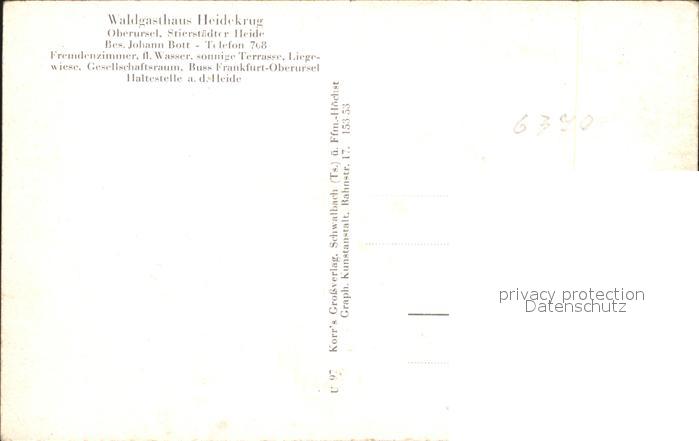 Waldgasthaus Heidekrug
Oberursel, Stierstädter Heide
Bes. Johann Bott - Telefon 768
Fremdenzimmer, fl. Wasser, sonnige Terrasse, Liege-
wiese, Gesellschaftsraum, Buss Frankfurt-Oberursel
Haltestelle a. d. Heide
U 97 Korr's Großverlag, Schwalbach (Ts.) ü. Ffm.-Höchst
Graph. Kunstanstalt, Bahnstr. 17. 153 53
6370
privacy protection
Datenschutz